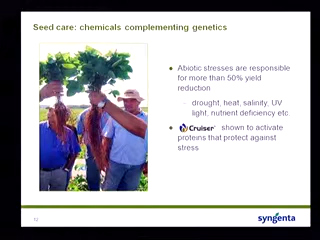 Seed care: chemicals complementing genetics
Abiotic stresses are responsible
for more than 50% yield
reduction
- drought, heat, salinity, UV
light, nutrient deficiency etc
Cruiser shown to activate
proteins that protect against
stress
syngenta